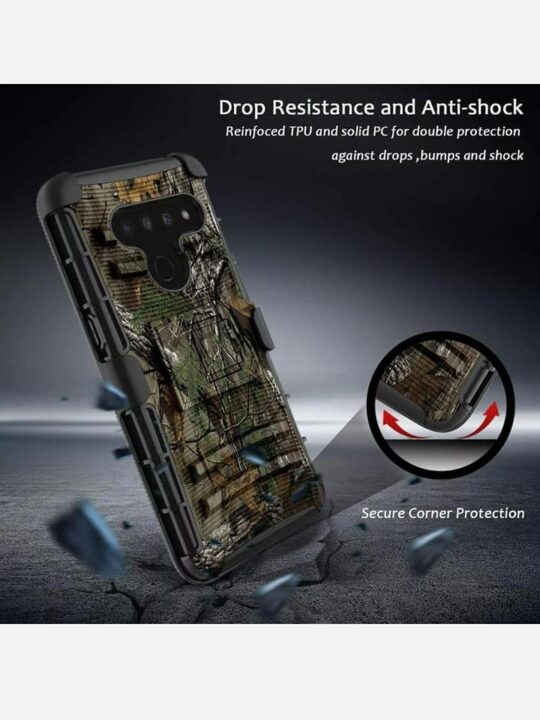 Drop Resistance and Anti-shock
Reinfoced TPU and solid PC for double protection
against drops ,bumps and shock
Secure Corner Protection